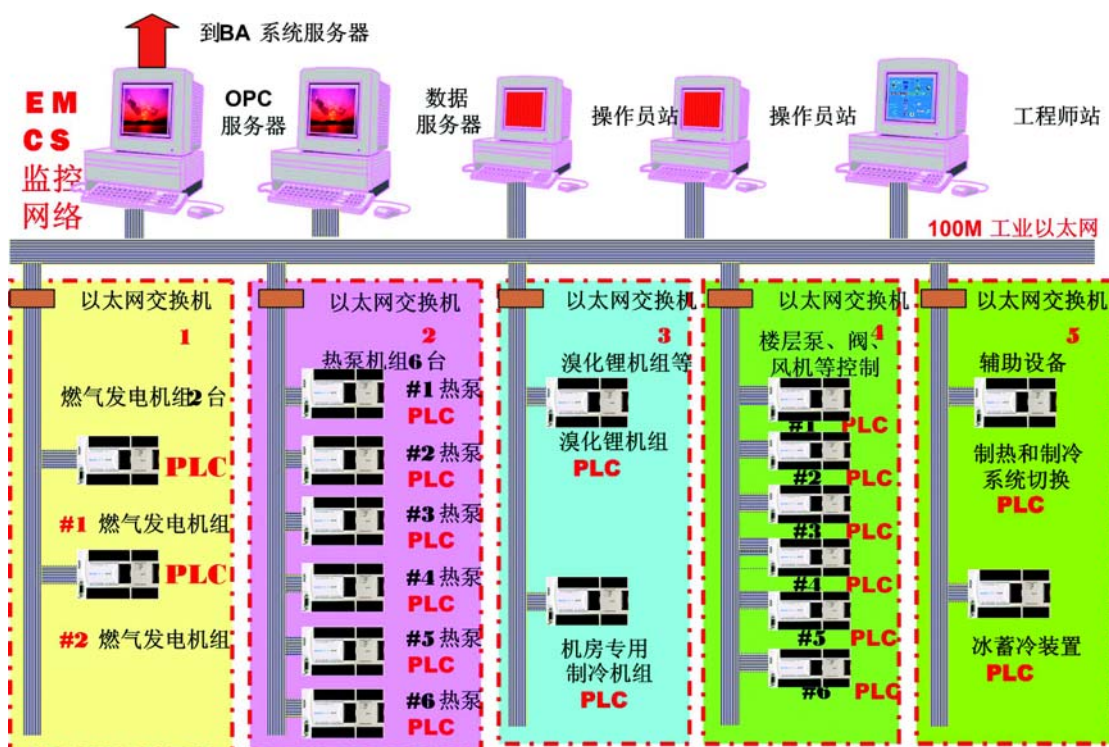 到BA 系统服务器
EM
CS
监控
网络
OPC
服务器
数据
服务器
操作员站
操作员站
工程师站
100M 工业以太网
以太网交换机
1
燃气发电机组2台
PLC
#1 燃气发电机组
PLC
#2 燃气发电机组
以太网交换机
2
热泵机组6台
#1 热泵
PLC
#2 热泵
PLC
#3 热泵
PLC
#4 热泵
PLC
#5 热泵
PLC
#6 热泵
PLC
以太网交换机
3
溴化锂机组等
溴化锂机组
PLC
机房专用
制冷机组
PLC
以太网交换机
4
楼层泵、阀、
风机等控制
#1 PLC
#2 PLC
#3 PLC
#4 PLC
#5 PLC
#6 PLC
以太网交换机
5
辅助设备
制热和制冷
系统切换
PLC
冰蓄冷装置
PLC